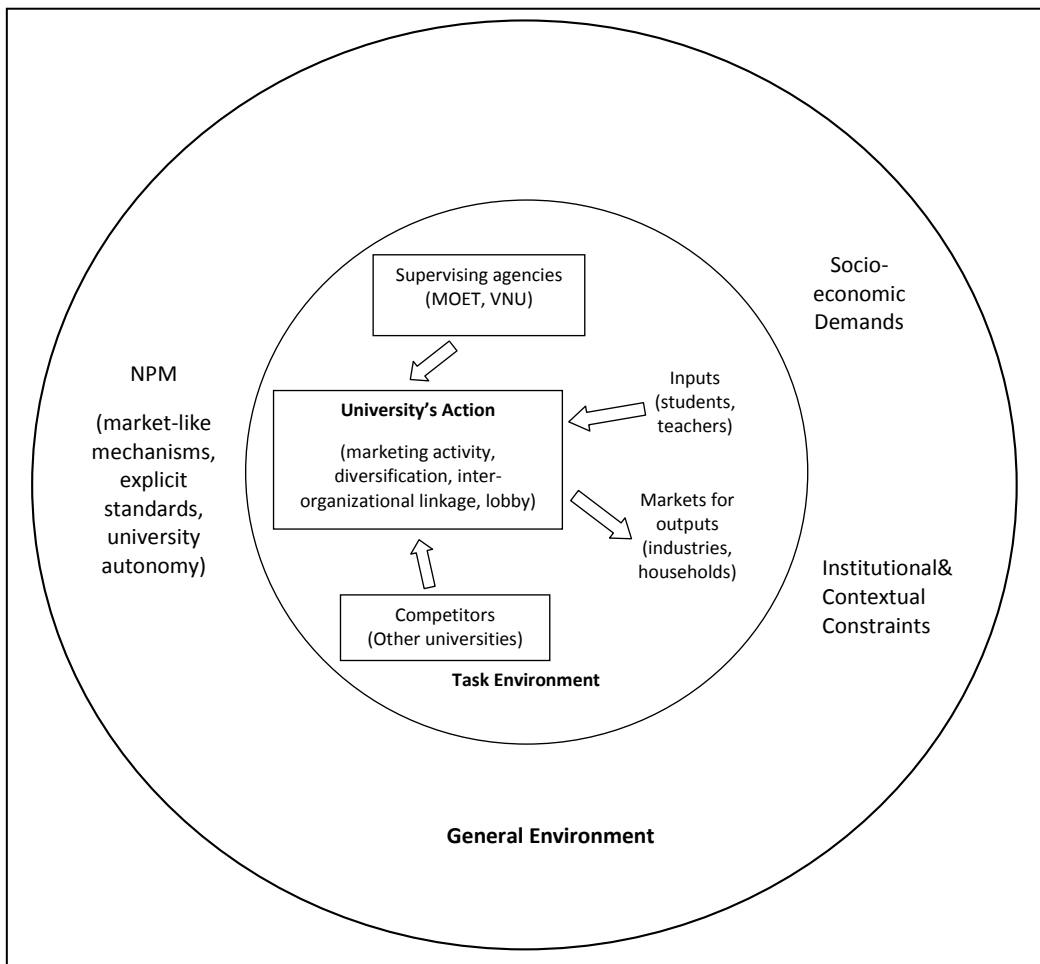 Supervising agencies
(MOET, VNU)
Socio-
economic
Demands
NPM
(market-like
mechanisms,
explicit
standards,
university
autonomy)
University’s Action
(marketing activity,
diversification, inter-
organizational linkage, lobby)
Inputs
(students,
teachers)
Markets for
outputs
(industries,
households)
Institutional&
Contextual
Constraints
Competitors
(Other universities)
Task Environment
General Environment